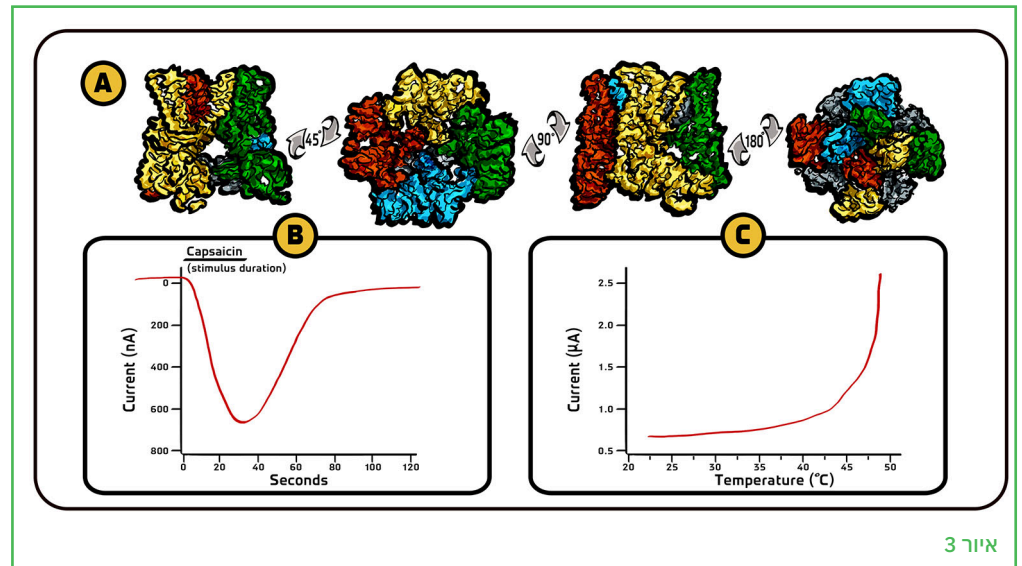 A
45°
90°
180°
B
Capsaicin
(stimulus duration)
Current (nA)
0
200
400
600
800
0 20 40 60 80 100 120
Seconds
C
Current (µA)
2.5
2.0
1.5
1.0
0.5
20 25 30 35 40 45 50
Temperature (°C)
איור 3